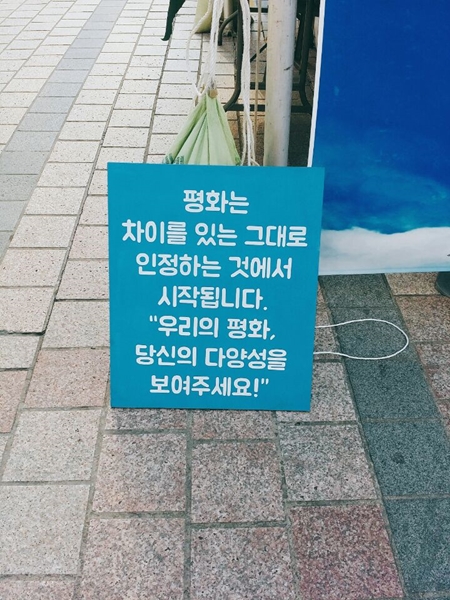 평화는
차이를 있는 그대로
인정하는 것에서
시작됩니다.
"우리의 평화,
당신의 다양성을
보여주세요!"